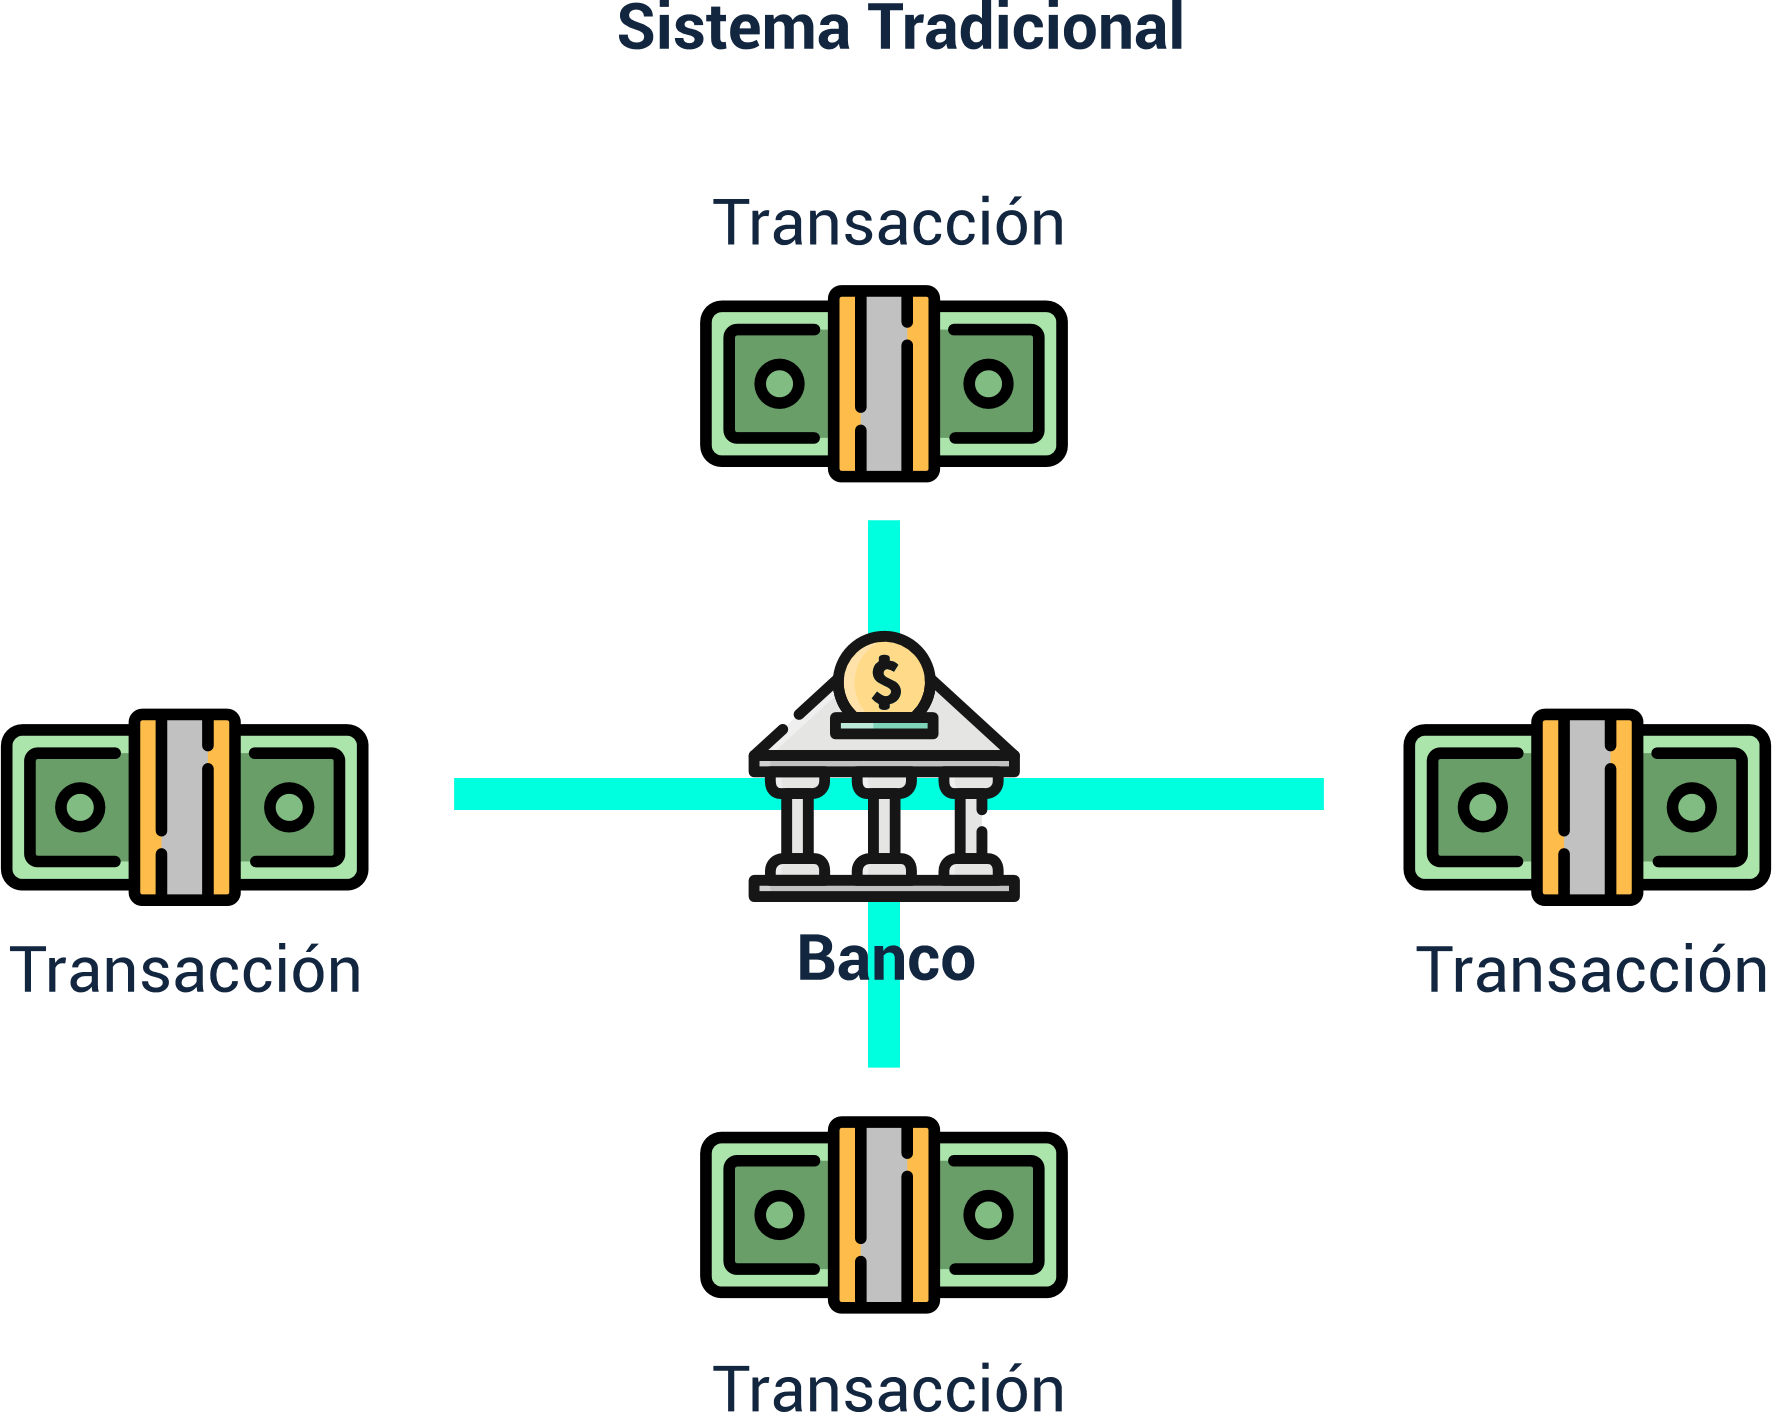 Sistema Tradicional
Transacción
$
Transacción
Banco
Transacción
Transacción